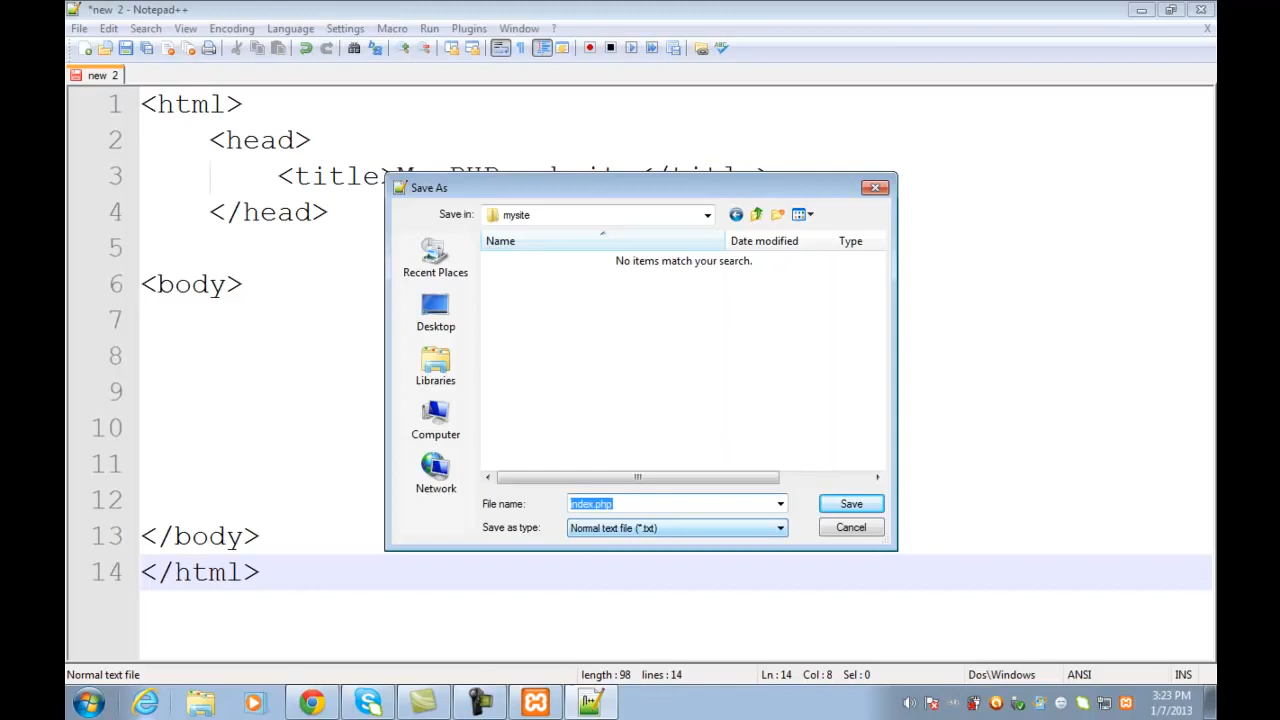 *new 2 - Notepad++
File Edit Search View Encoding Language Settings Macro Run Plugins Window ? X
new 2
1 <html>
2 <head>
3 <title>
4 </head>
5
6 <body>
7
8
9
10
11
12
13 </body>
14 </html>
Save As
Save in: mysite
Name Date modified Type
No items match your search.
Recent Places
Desktop
Libraries
Computer
Network
File name: index.php Save
Save as type: Normal text file (*.txt) Cancel
Normal text file length : 98 lines : 14 Ln : 14 Col : 8 Sel : 0 Dos\Windows ANSI INS
3:23 PM
1/7/2013